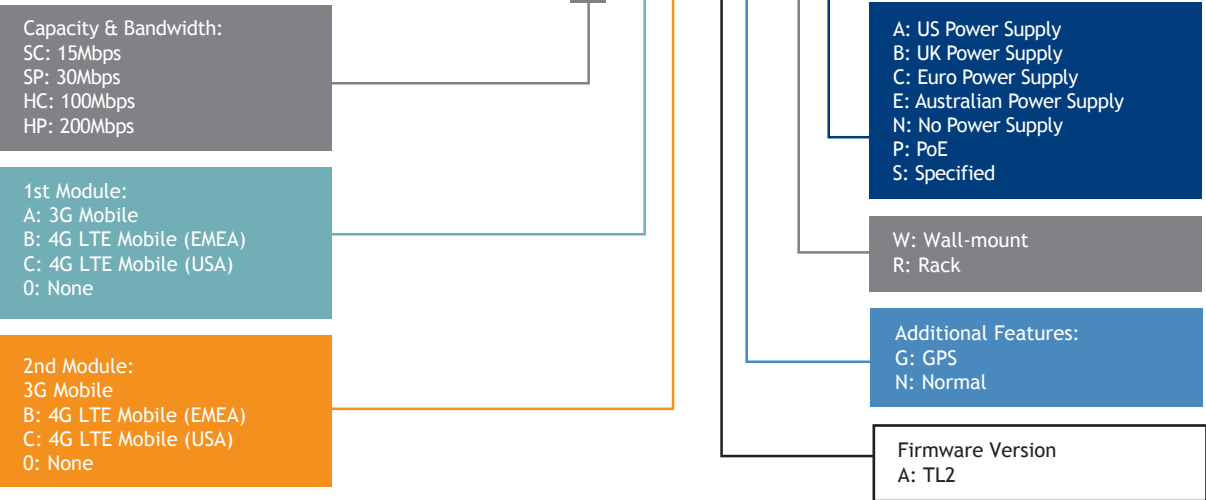 Capacity & Bandwidth:
SC: 15Mbps
SP: 30Mbps
HC: 100Mbps
HP: 200Mbps
1st Module:
A: 3G Mobile
B: 4G LTE Mobile (EMEA)
C: 4G LTE Mobile (USA)
0: None
2nd Module:
3G Mobile
B: 4G LTE Mobile (EMEA)
C: 4G LTE Mobile (USA)
0: None
A: US Power Supply
B: UK Power Supply
C: Euro Power Supply
E: Australian Power Supply
N: No Power Supply
P: PoE
S: Specified
W: Wall-mount
R: Rack
Additional Features:
G: GPS
N: Normal
Firmware Version
A: TL2